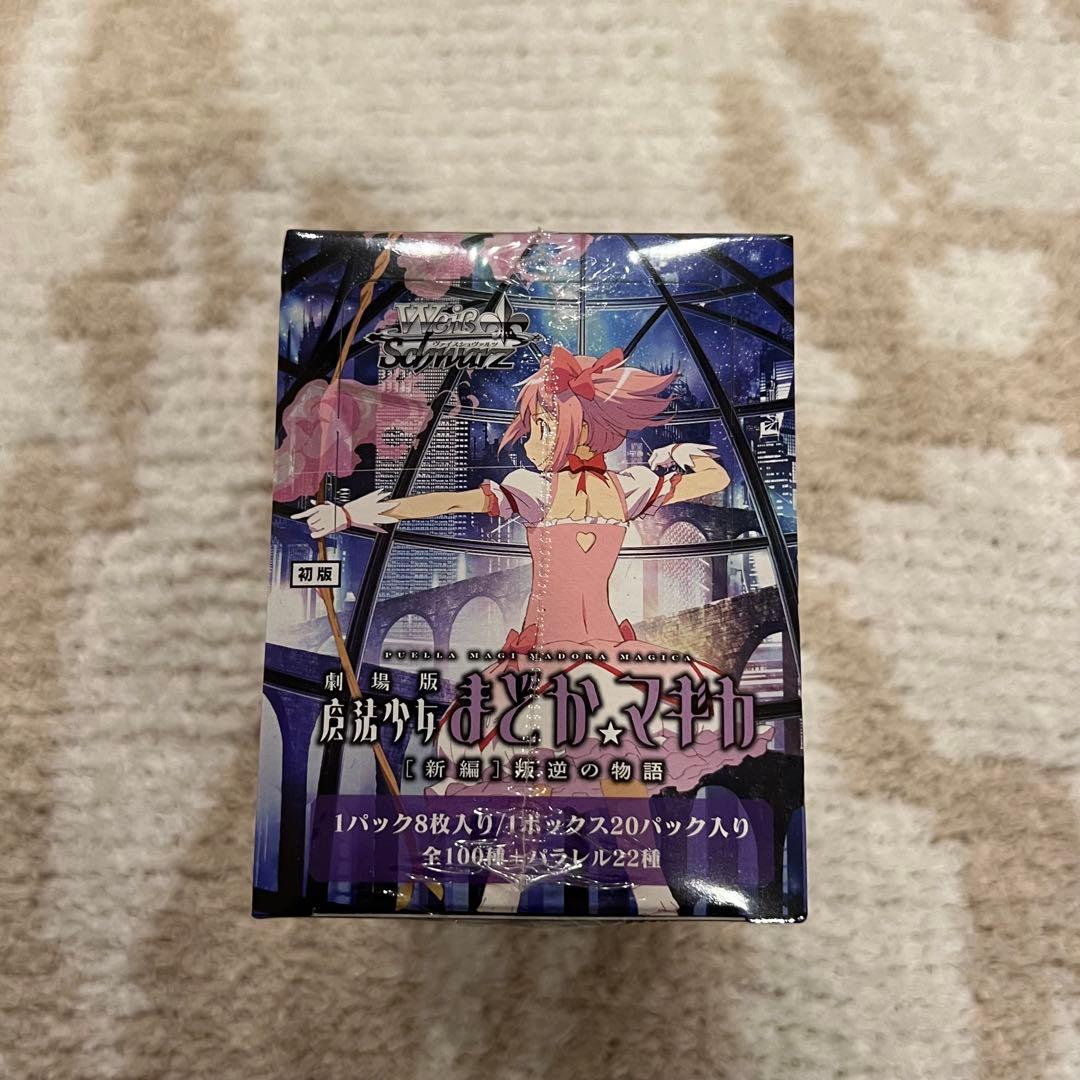 Weiß
ヴァイスシュヴァルツ
Schwarz
初版
PUELLA MAGI MADOKA MAGICA
劇場版
魔法少女まどか☆マギカ
[新編]叛逆の物語
1パック8枚入り/1ボックス20パック入り
全100種+パラレル22種